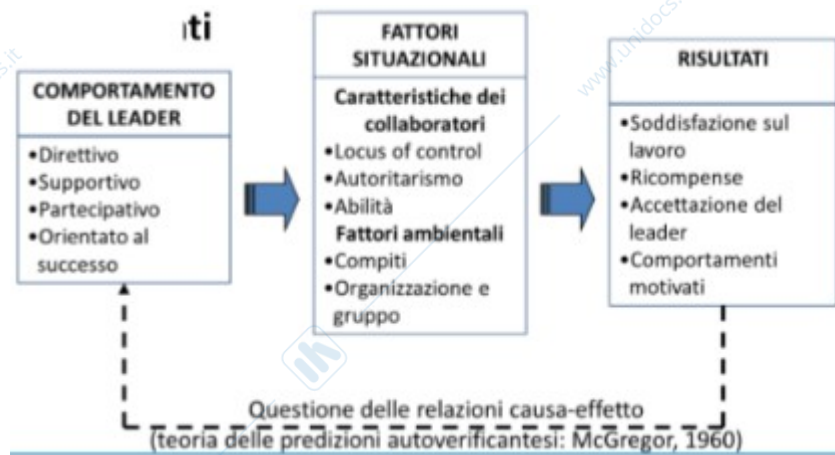 ti
COMPORTAMENTO
DEL LEADER
•Direttivo
•Supportivo
•Partecipativo
•Orientato al
successo
FATTORI
SITUAZIONALI
Caratteristiche dei
collaboratori
•Locus of control
•Autoritarismo
•Abilità
Fattori ambientali
•Compiti
•Organizzazione e
gruppo
RISULTATI
•Soddisfazione sul
lavoro
•Ricompense
•Accettazione del
leader
•Comportamenti
motivati
Questione delle relazioni causa-effetto
(teoria delle predizioni autoverificantesi: McGregor, 1960)